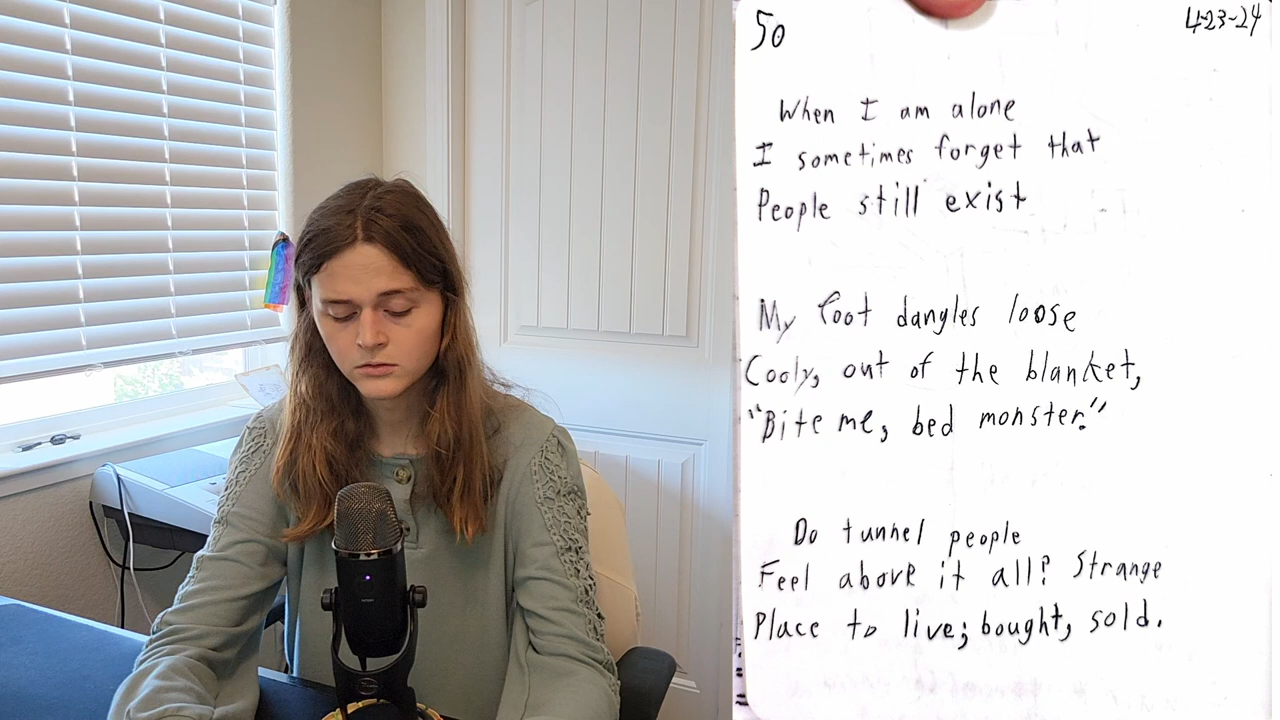 50
4-23-24
When I am alone
I sometimes forget that
People still exist
My foot dangles loose
Cooly, out of the blanket,
"Bite me, bed monster."
Do tunnel people
Feel above it all? Strange
Place to live; bought, sold.